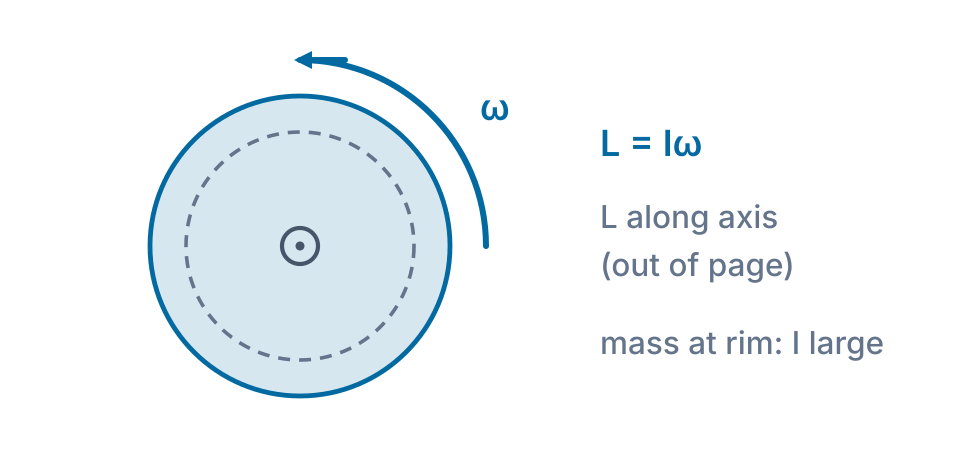 ω
L = Iω
L along axis
(out of page)
mass at rim: I large